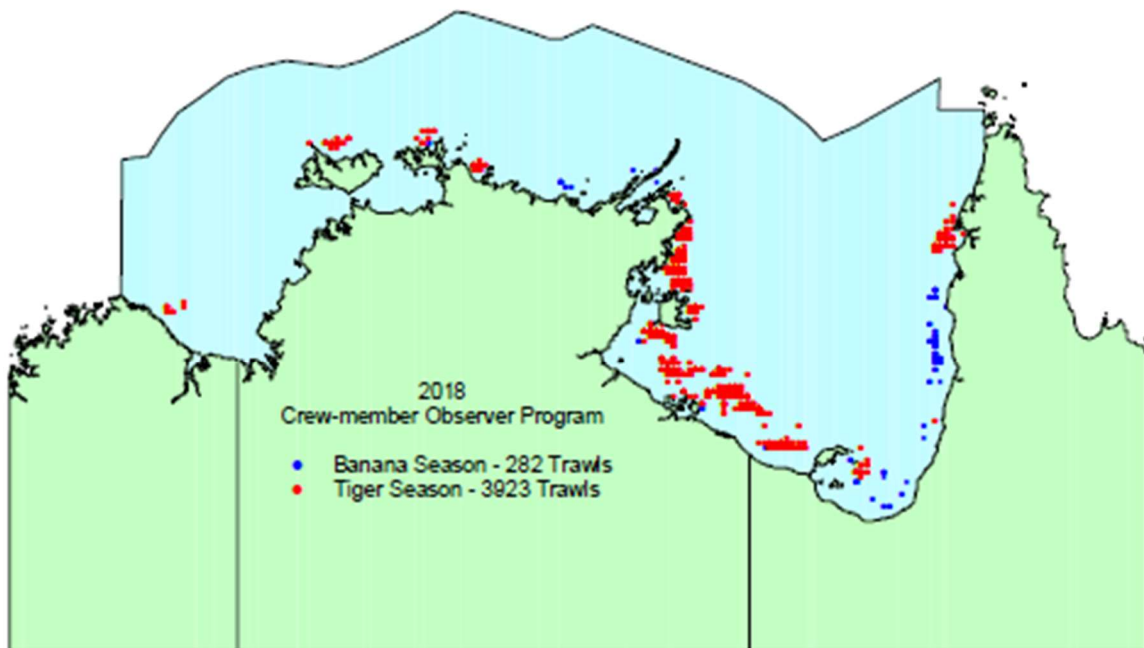 2018
Crew-member Observer Program
Banana Season - 282 Trawls
Tiger Season - 3923 Trawls